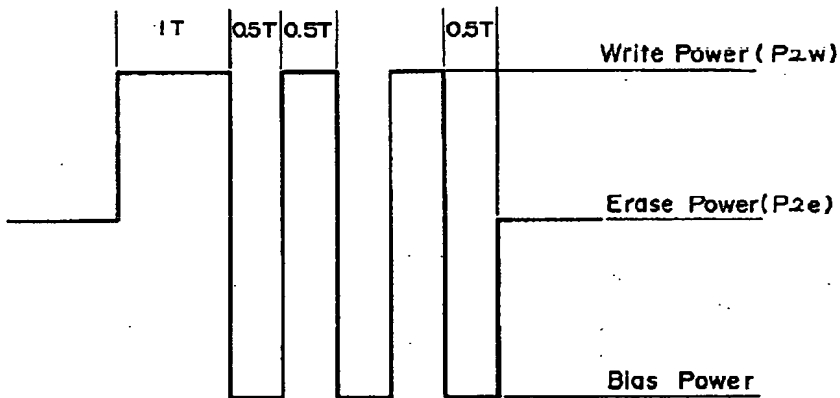 1T 0.5T 0.5T 0.5T
Write Power (P2w)
Erase Power (P2e)
Bias Power